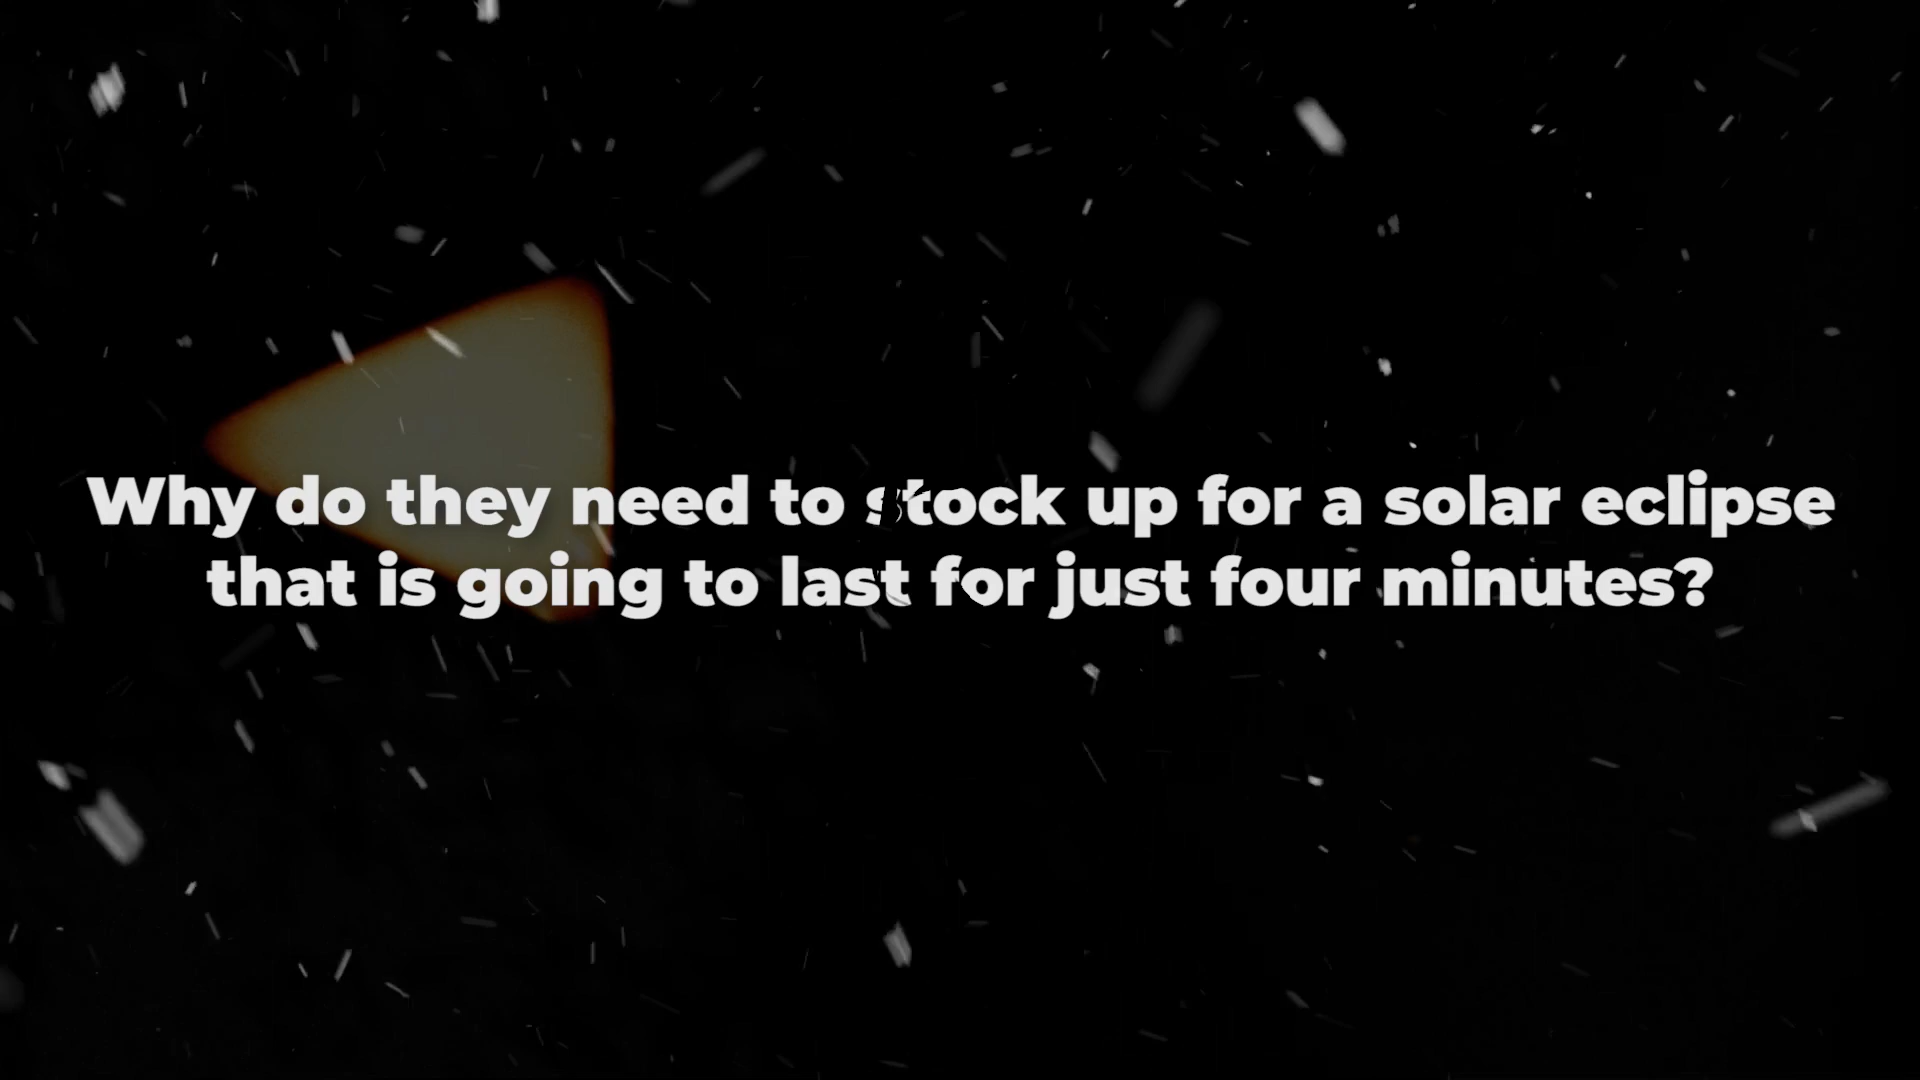 Why do they need to stock up for a solar eclipse
that is going to last for just four minutes?